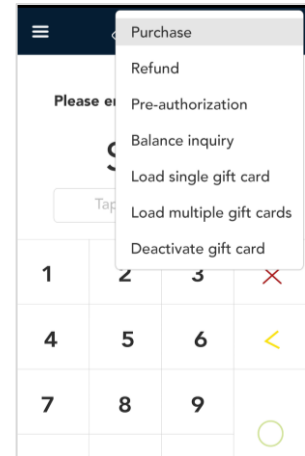 Purchase
Refund
Please e
Pre-authorization
Balance inquiry
Load single gift card
Tap
Load multiple gift cards
Deactivate gift card
1 2 3
4 5 6
7 8 9